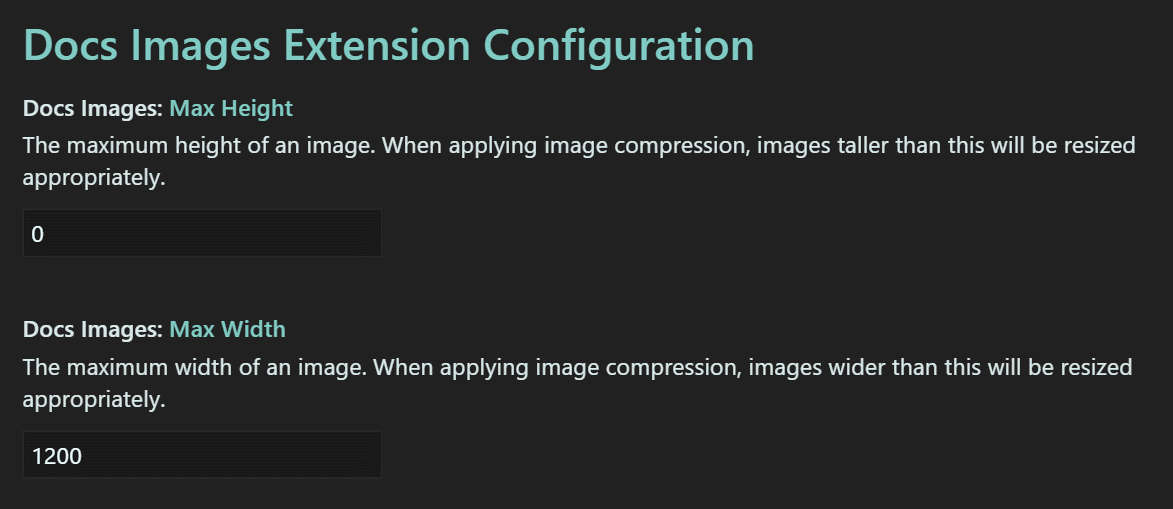 Docs Images Extension Configuration
Docs Images: Max Height
The maximum height of an image. When applying image compression, images taller than this will be resized
appropriately.
0
Docs Images: Max Width
The maximum width of an image. When applying image compression, images wider than this will be resized
appropriately.
1200